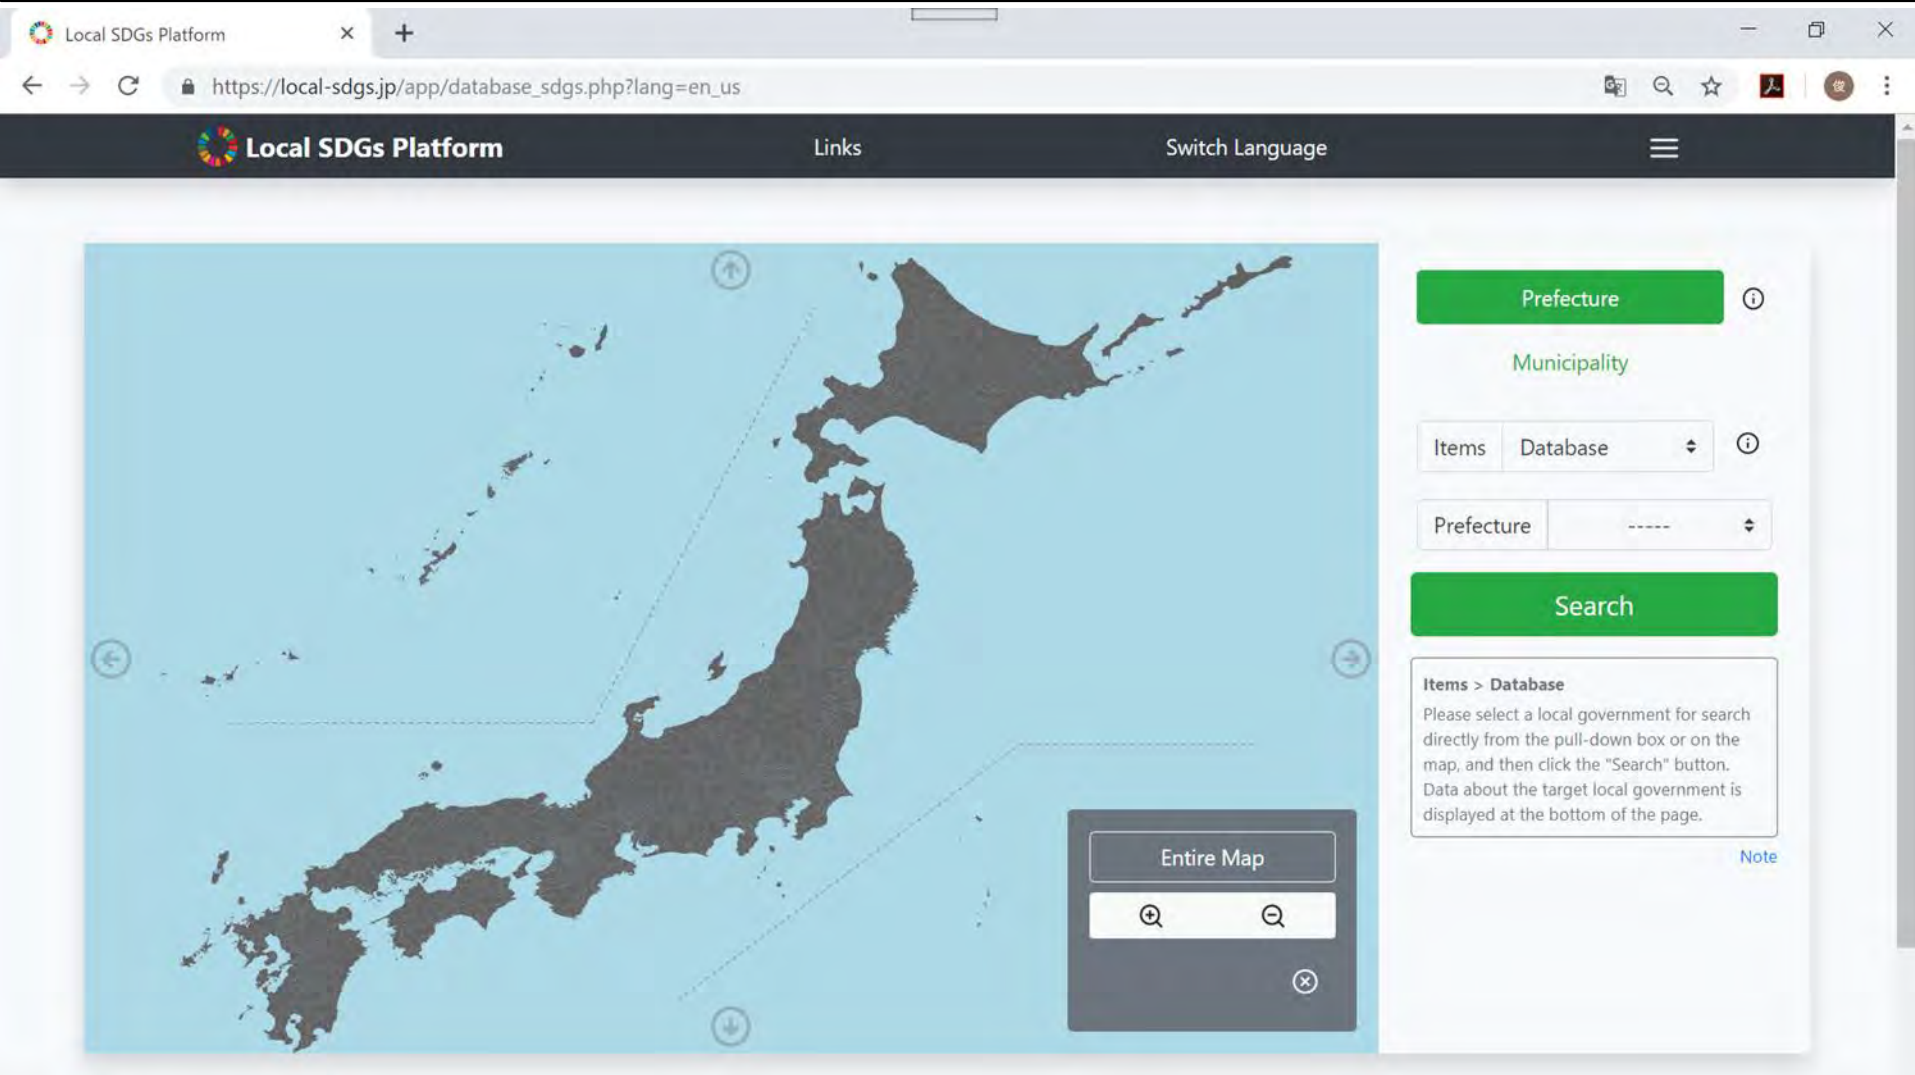 Local SDGs Platform
https://local-sdgs.jp/app/database_sdgs.php?lang=en_us
俊
Local SDGs Platform
Links
Switch Language
Prefecture
Municipality
Items
Database
Prefecture
-----
Search
Items > Database
Please select a local government for search
directly from the pull-down box or on the
map, and then click the "Search" button.
Data about the target local government is
displayed at the bottom of the page.
Note
Entire Map